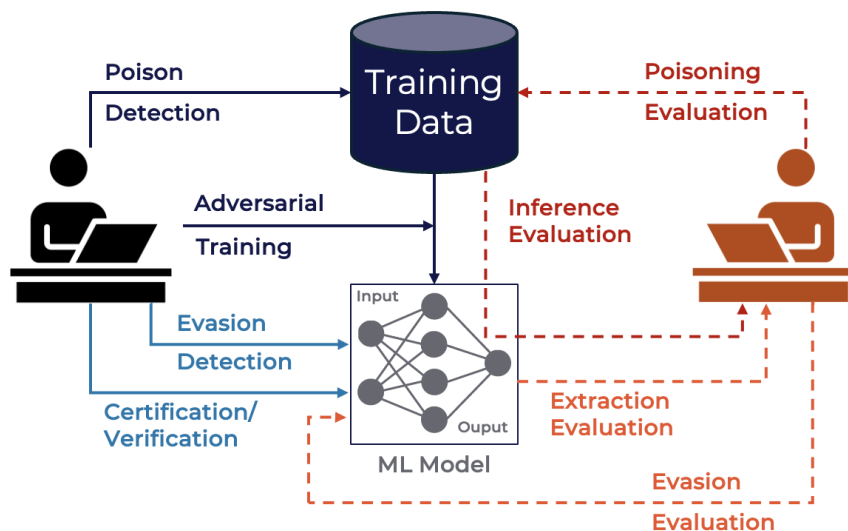 Poison
Detection
Training
Data
Poisoning
Evaluation
Adversarial
Training
Inference
Evaluation
Input
Evasion
Detection
Certification/
Verification
Ouput
ML Model
Extraction
Evaluation
Evasion
Evaluation